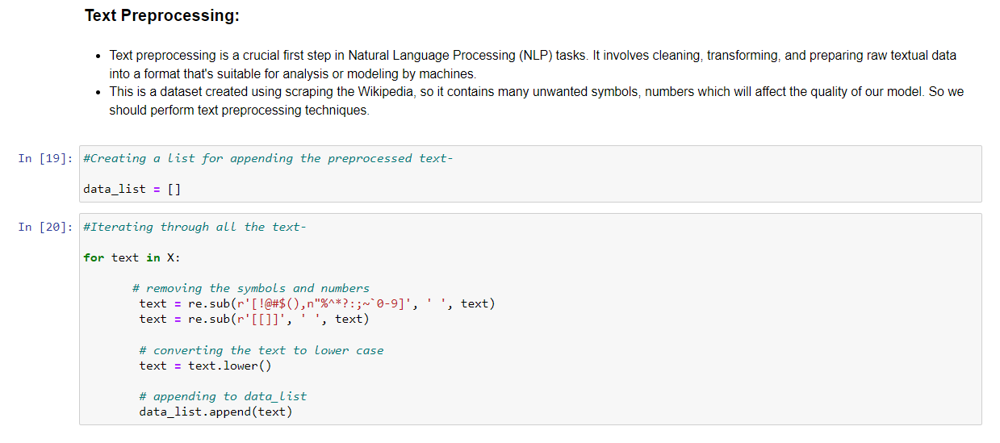 Text Preprocessing:
• Text preprocessing is a crucial first step in Natural Language Processing (NLP) tasks. It involves cleaning, transforming, and preparing raw textual data
into a format that's suitable for analysis or modeling by machines.
• This is a dataset created using scraping the Wikipedia, so it contains many unwanted symbols, numbers which will affect the quality of our model. So we
should perform text preprocessing techniques.
In [19]: #Creating a list for appending the preprocessed text-
data_list = []
In [20]: #Iterating through all the text-
for text in X:
# removing the symbols and numbers
text = re.sub(r'[!@#$(),n"%^*?:;~`0-9]', ' ', text)
text = re.sub(r'[[]]', ' ', text)
# converting the text to lower case
text = text.lower()
# appending to data_list
data_list.append(text)